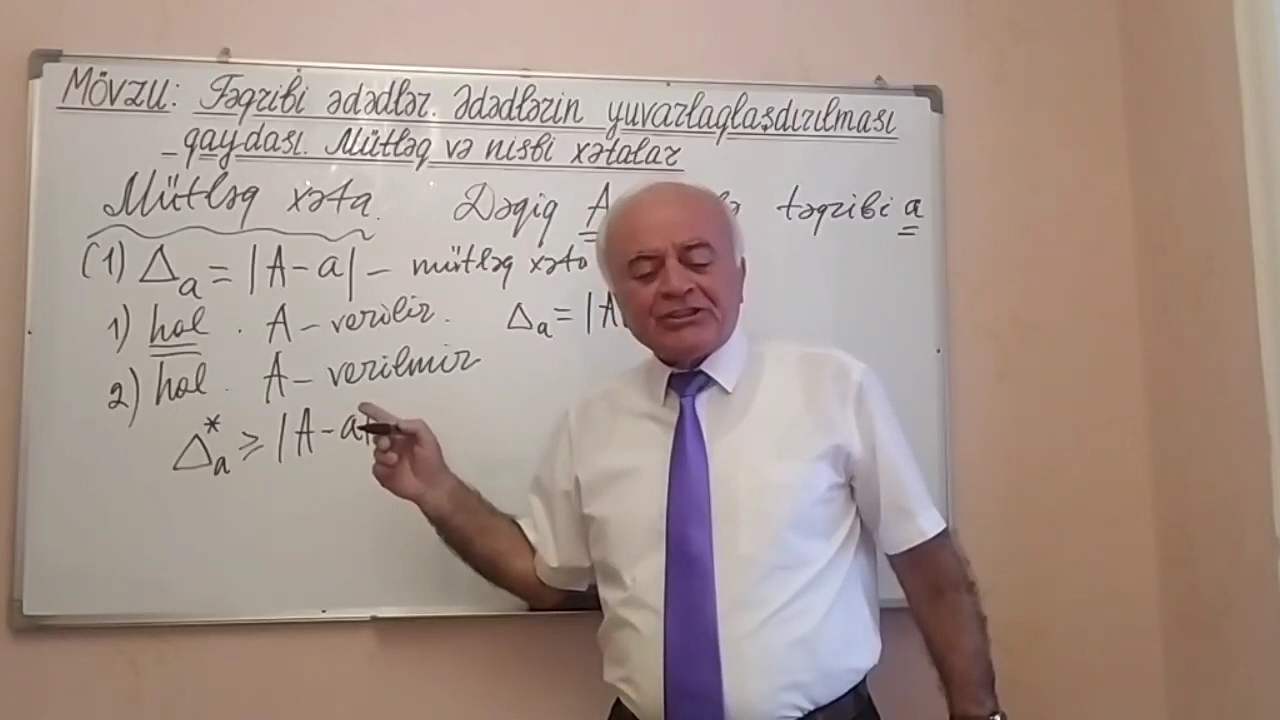 MÖVZU: Təqribi ədədlər. Ədədlərin yuvarlaqlaşdırılması
qaydası. Mütləq və nisbi xətalar
Mütləq xəta. Dəqiq A təqribi a
(1) Δa = |A-a| – mütləq xəta
1) hal. A – verilir. Δa = |A
2) hal. A – verilmir
Δ*a ≥ |A-a|